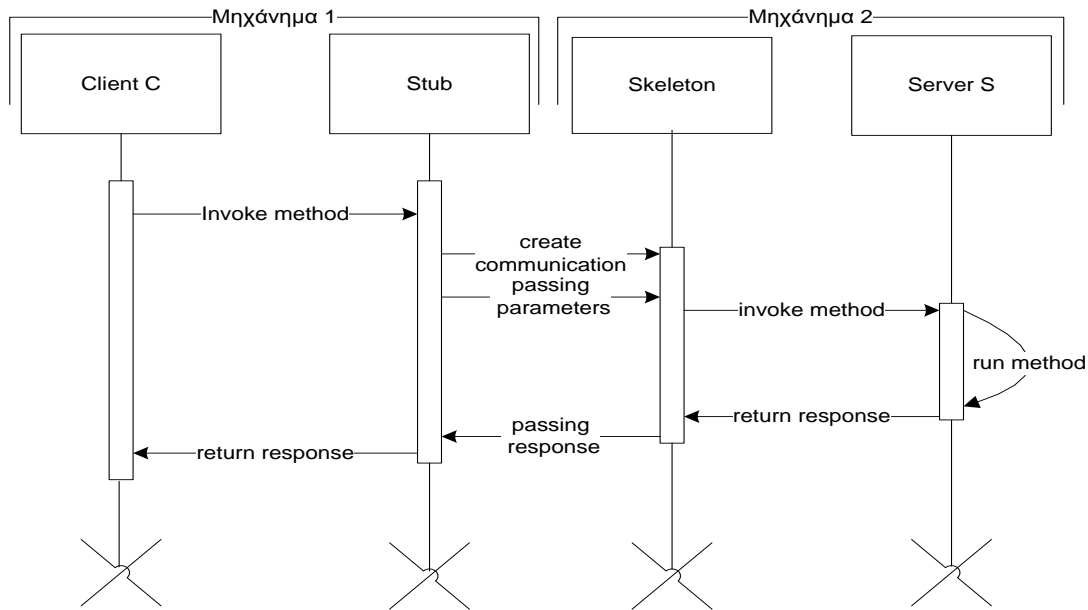 Μηχάνημα 1
Μηχάνημα 2
Client C
Stub
Skeleton
Server S
Invoke method
create
communication
passing
parameters
invoke method
run method
return response
passing
response
return response